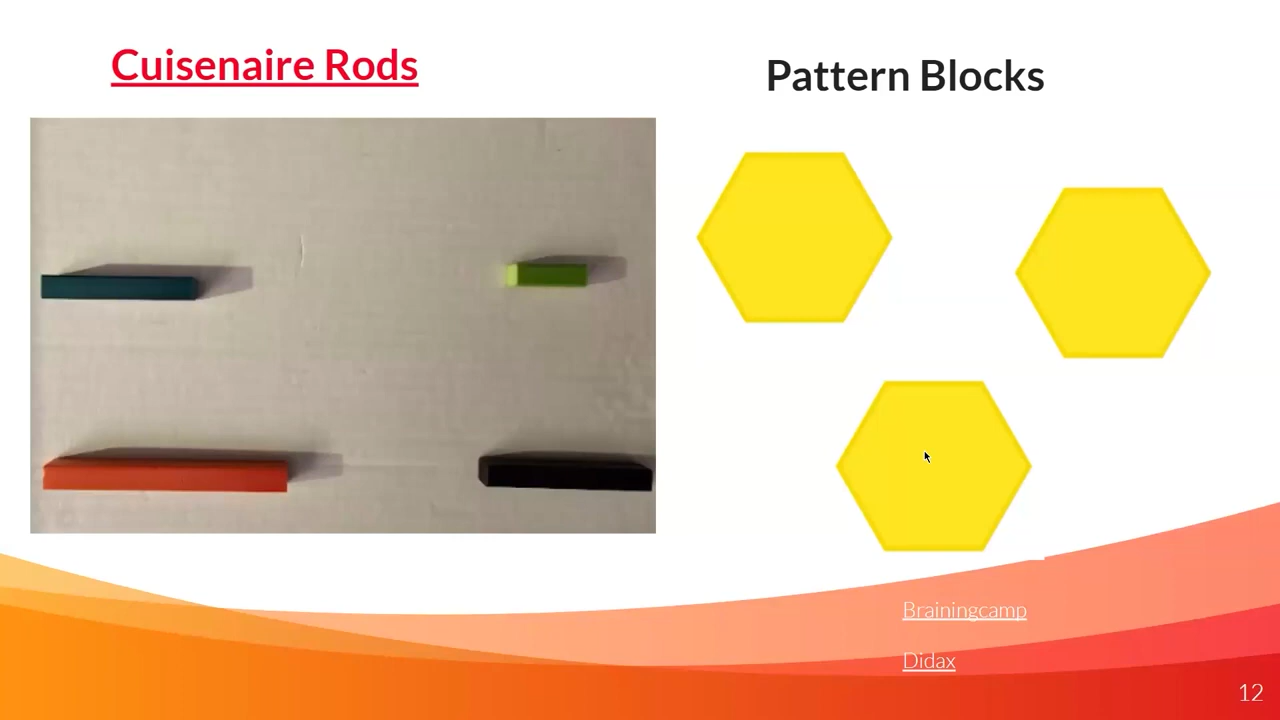 Cuisenaire Rods
Pattern Blocks
Brainingcamp
Didax
12